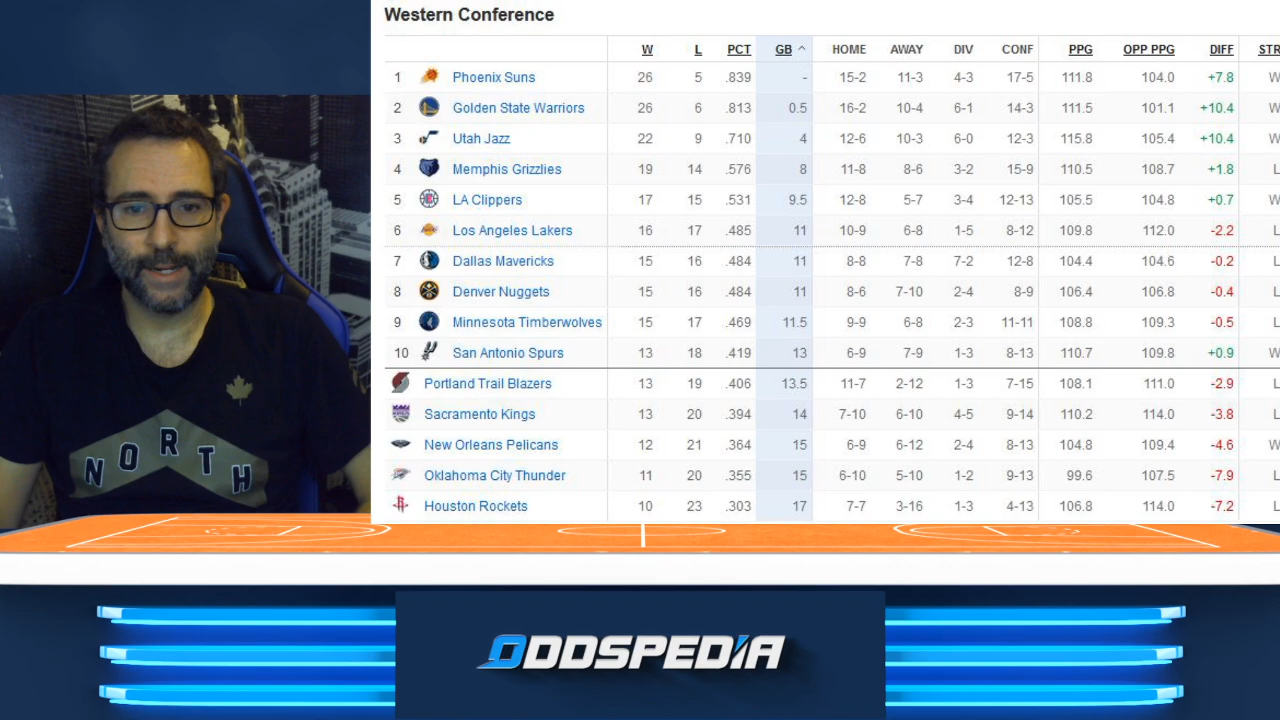 Western Conference
W L PCT GB ^ HOME AWAY DIV CONF PPG OPP PPG DIFF STR
1 Phoenix Suns 26 5 .839 - 15-2 11-3 4-3 17-5 111.8 104.0 +7.8 W
2 Golden State Warriors 26 6 .813 0.5 16-2 10-4 6-1 14-3 111.5 101.1 +10.4 W
3 Utah Jazz 22 9 .710 4 12-6 10-3 6-0 12-3 115.8 105.4 +10.4 W
4 Memphis Grizzlies 19 14 .576 8 11-8 8-6 3-2 15-9 110.5 108.7 +1.8 L
5 LA Clippers 17 15 .531 9.5 12-8 5-7 3-4 12-13 105.5 104.8 +0.7 W
6 Los Angeles Lakers 16 17 .485 11 10-9 6-8 1-5 8-12 109.8 112.0 -2.2 L
7 Dallas Mavericks 15 16 .484 11 8-8 7-8 7-2 12-8 104.4 104.6 -0.2 L
8 Denver Nuggets 15 16 .484 11 8-6 7-10 2-4 8-9 106.4 106.8 -0.4 L
9 Minnesota Timberwolves 15 17 .469 11.5 9-9 6-8 2-3 11-11 108.8 109.3 -0.5 L
10 San Antonio Spurs 13 18 .419 13 6-9 7-9 1-3 8-13 110.7 109.8 +0.9 W
Portland Trail Blazers 13 19 .406 13.5 11-7 2-12 1-3 7-15 108.1 111.0 -2.9 L
Sacramento Kings 13 20 .394 14 7-10 6-10 4-5 9-14 110.2 114.0 -3.8 L
New Orleans Pelicans 12 21 .364 15 6-9 6-12 2-4 8-13 104.8 109.4 -4.6 W
Oklahoma City Thunder 11 20 .355 15 6-10 5-10 1-2 9-13 99.6 107.5 -7.9 L
Houston Rockets 10 23 .303 17 7-7 3-16 1-3 4-13 106.8 114.0 -7.2 L
NORTH
ODDSPEDIA